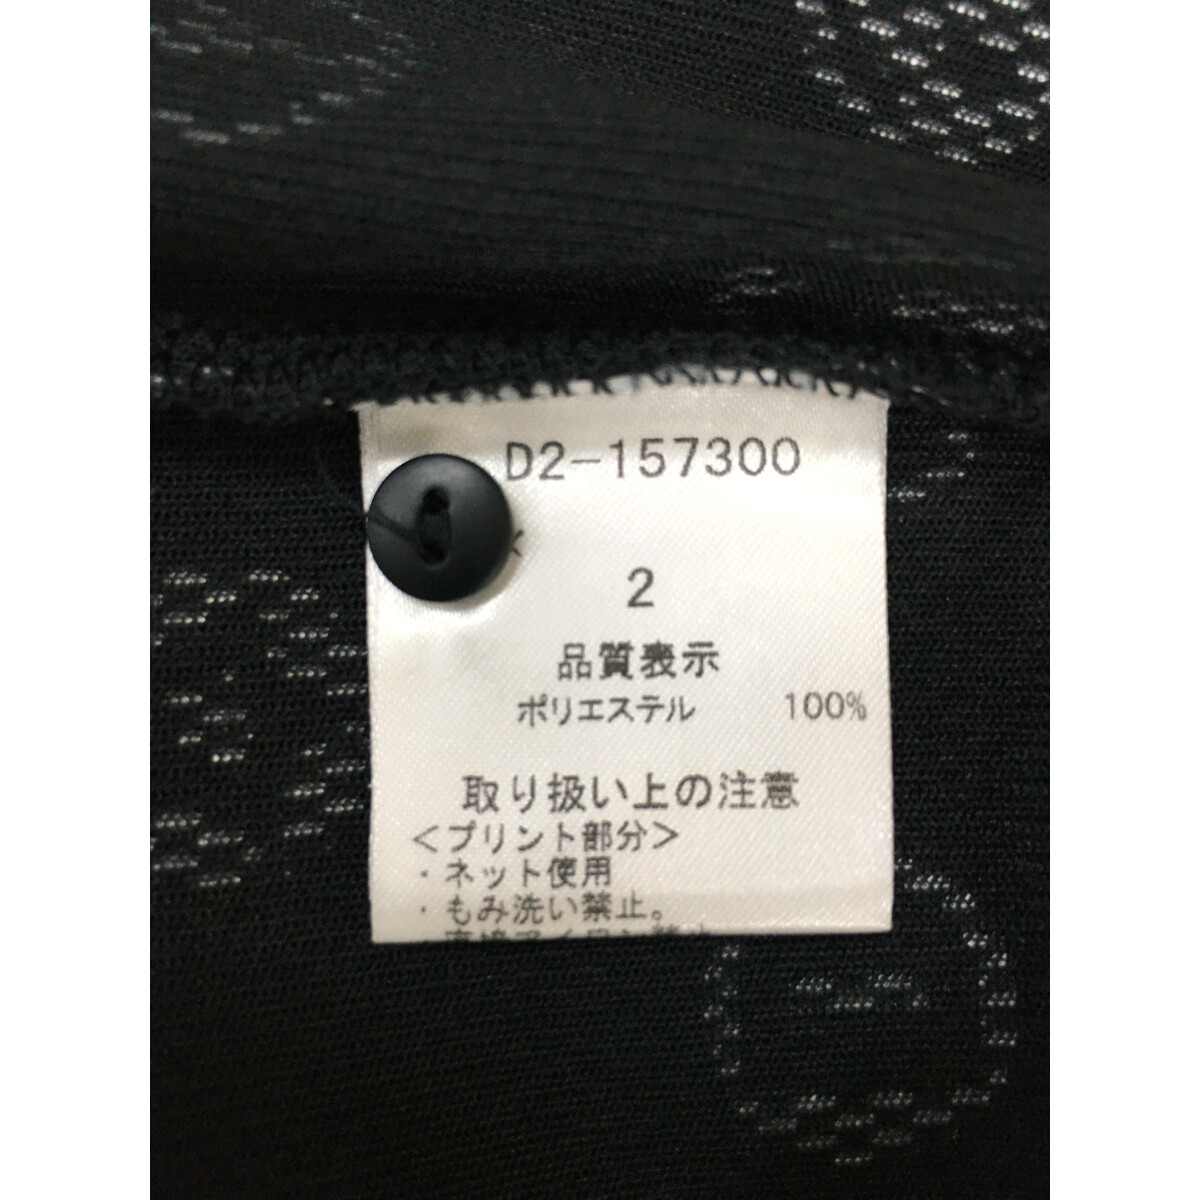 D2-157300
2
品質表示
ポリエステル 100%
取り扱い上の注意
<プリント部分>
・ネット使用
・もみ洗い禁止。